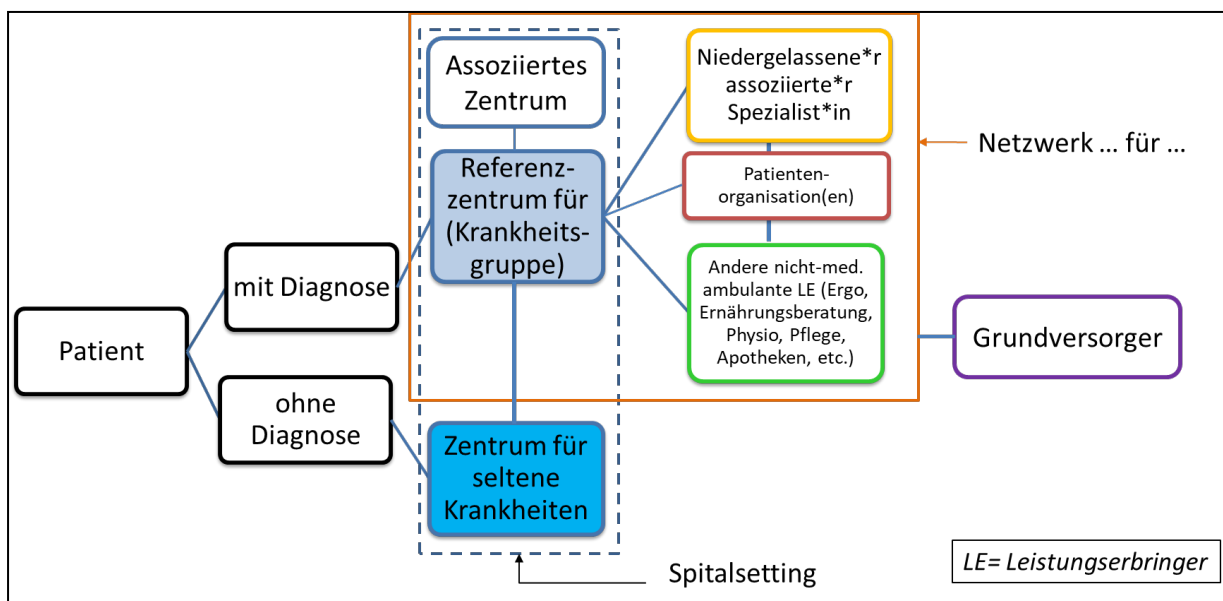 Assoziiertes
Zentrum
Niedergelassene*r
assoziierte*r
Spezialist*in
Netzwerk ... für ...
Referenz-
zentrum für
(Krankheits-
gruppe)
Patienten-
organisation(en)
mit Diagnose
Andere nicht-med.
ambulante LE (Ergo,
Ernährungsberatung,
Physio, Pflege,
Apotheken, etc.)
Patient
Grundversorger
ohne
Diagnose
Zentrum für
seltene
Krankheiten
Spitalsetting
LE= Leistungserbringer